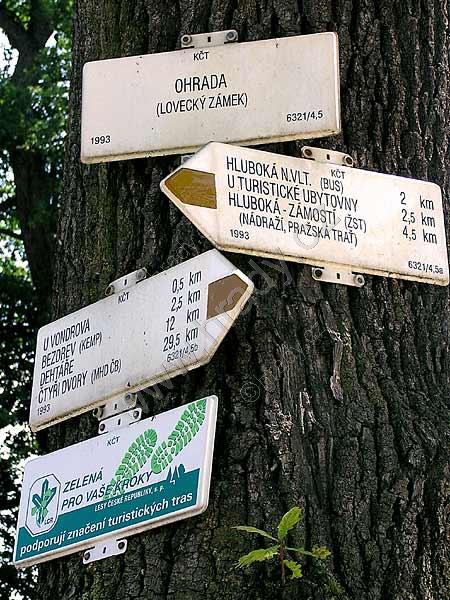 KČT
OHRADA
(LOVECKÝ ZÁMEK)
1993 6321/4,5
KČT
HLUBOKÁ N.VLT. (BUS) 2 km
U TURISTICKÉ UBYTOVNY 2,5 km
HLUBOKÁ - ZÁMOSTÍ (ŽST) 4,5 km
(NÁDRAŽÍ, PRAŽSKÁ TRAŤ)
1993 6321/4,5a
KČT
U VONDROVA 0,5 km
BEZDREV (KEMP) 2,5 km
DEHTÁŘE 12 km
ČTYŘI DVORY (MHD ČB) 29,5 km
1993 6321/4,5b
KČT
ZELENÁ
PRO VAŠE KROKY
LESY ČESKÉ REPUBLIKY, s. p.
LČR
podporují značení turistických tras